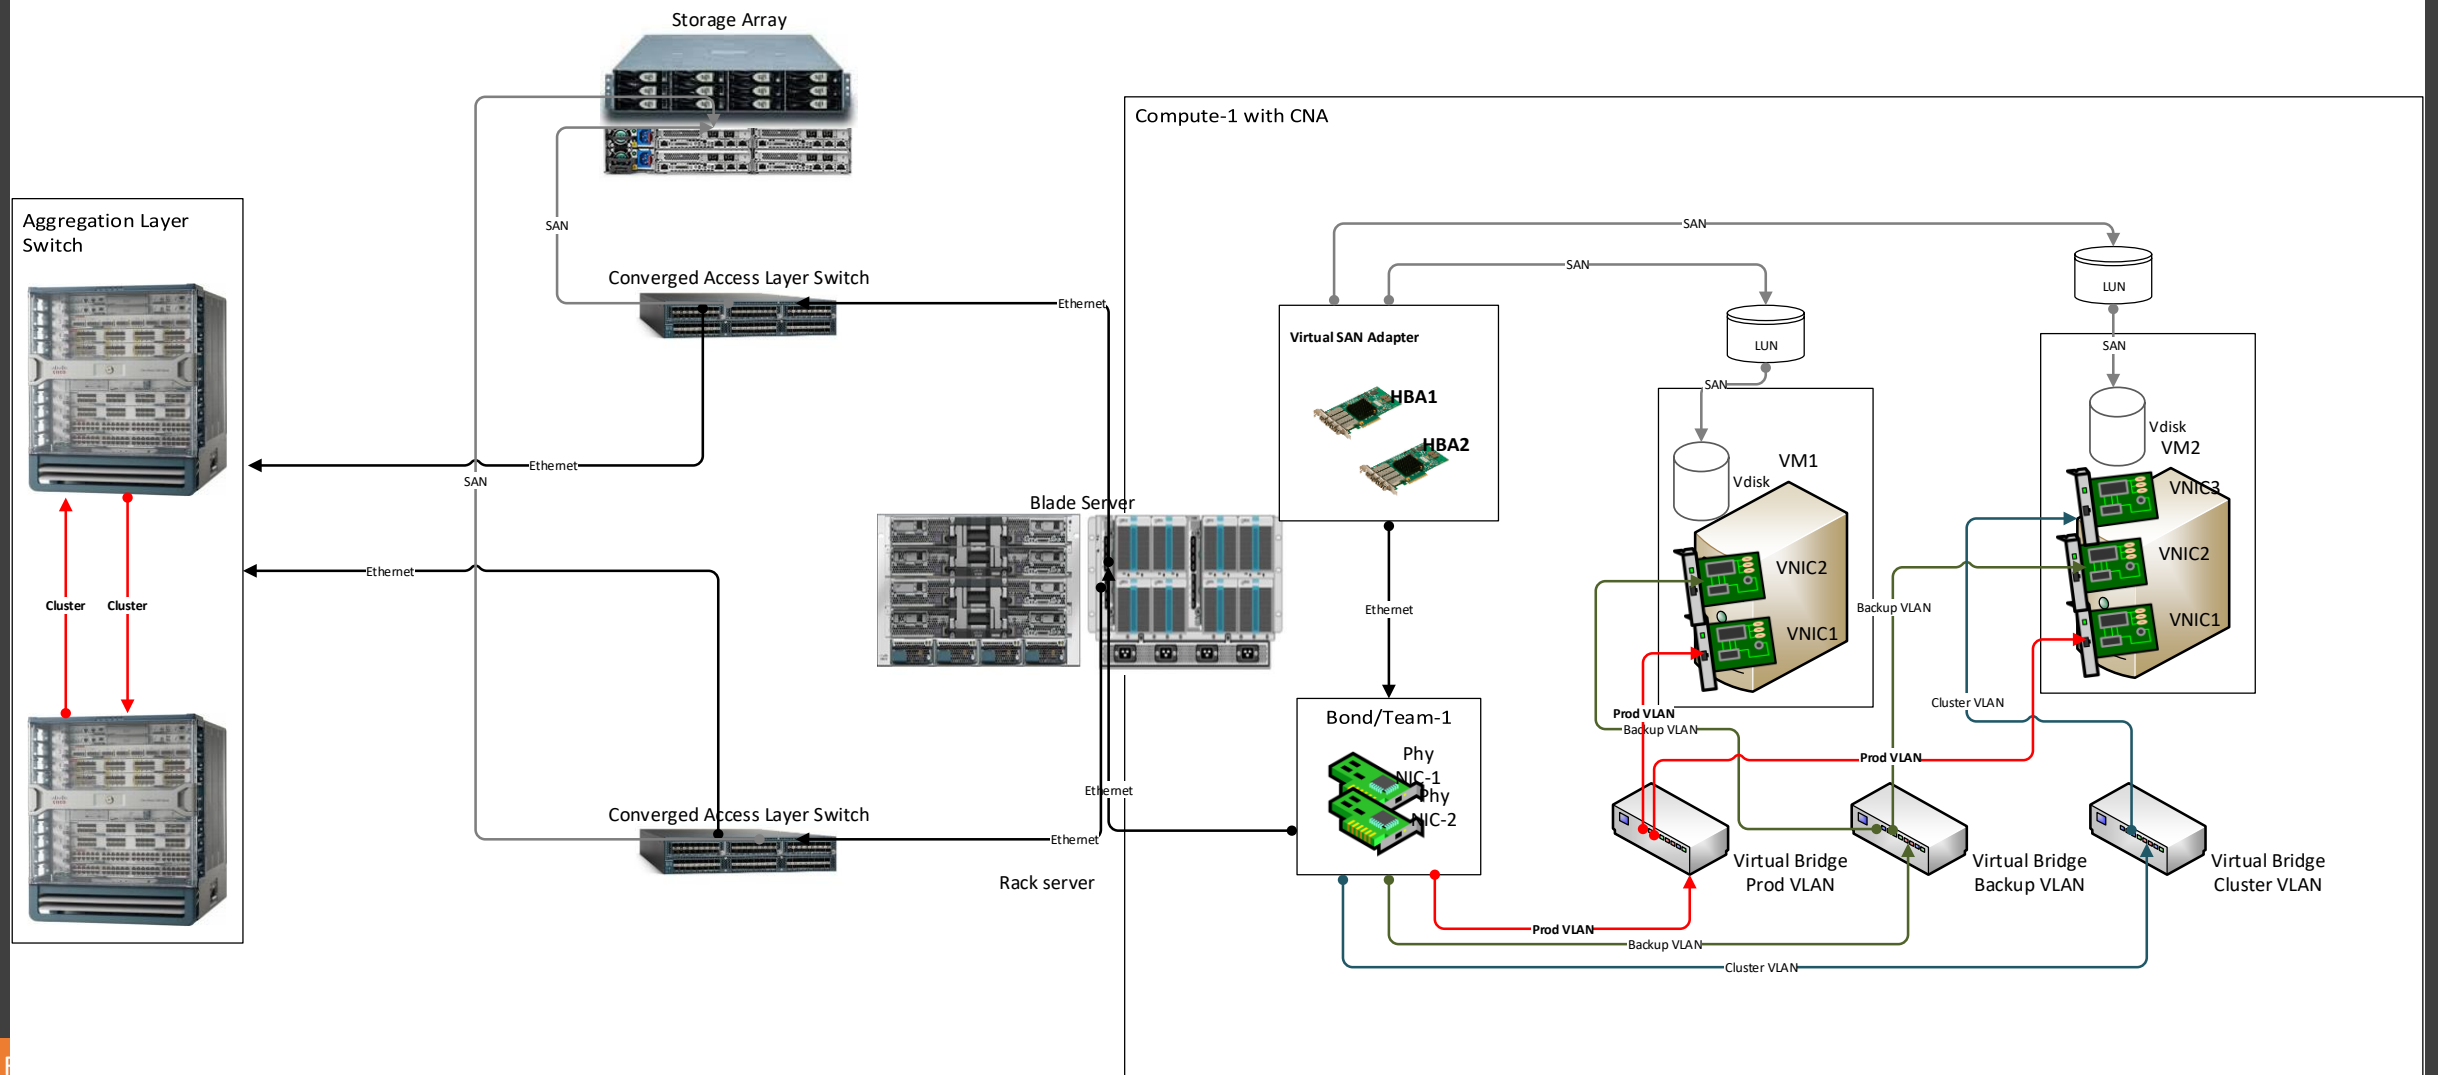 Storage Array
Compute-1 with CNA
Aggregation Layer
Switch
SAN
SAN
SAN
Converged Access Layer Switch
Ethernet
LUN
LUN
Virtual SAN Adapter
SAN
SAN
HBA1
HBA2
Vdisk
VM2
VM1
Vdisk
Ethernet
SAN
Blade Server
VNIC3
VNIC2
VNIC1
VNIC2
VNIC1
Ethernet
Cluster
Cluster
Ethernet
Backup VLAN
Cluster VLAN
Prod VLAN
Backup VLAN
Prod VLAN
Bond/Team-1
Phy
NIC-1
Phy
NIC-2
Ethernet
Converged Access Layer Switch
Ethernet
Rack server
Virtual Bridge
Prod VLAN
Virtual Bridge
Backup VLAN
Virtual Bridge
Cluster VLAN
Prod VLAN
Backup VLAN
Cluster VLAN